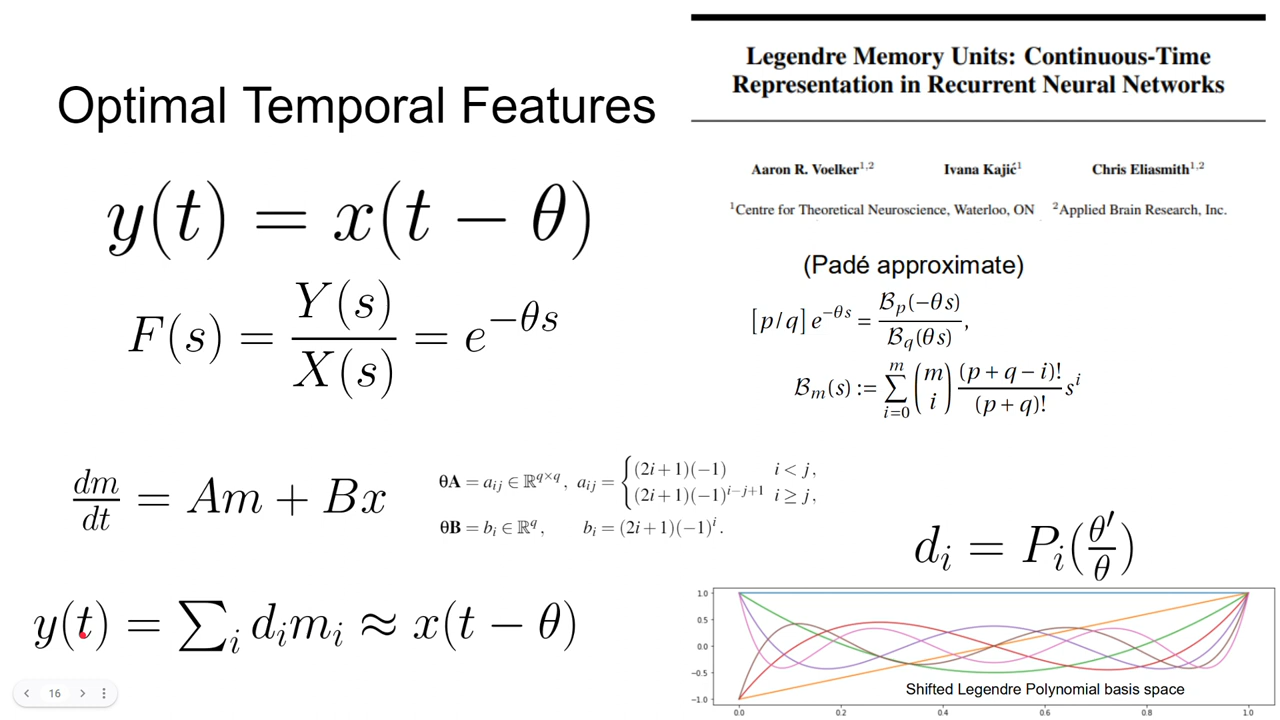 Optimal Temporal Features
y(t) = x(t − θ)
F(s) = Y(s)/X(s) = e^{−θs}
dm/dt = Am + Bx
θA = a_{ij} ∈ ℝ^{q×q}, a_{ij} = { (2i+1)(−1) i < j,
(2i+1)(−1)^{i−j+1} i ≥ j,
θB = b_i ∈ ℝ^q, b_i = (2i+1)(−1)^i.
y(t) = ∑_i d_i m_i ≈ x(t − θ)
16
Legendre Memory Units: Continuous-Time
Representation in Recurrent Neural Networks
Aaron R. Voelker^{1,2} Ivana Kajić^1 Chris Eliasmith^{1,2}
^1Centre for Theoretical Neuroscience, Waterloo, ON ^2Applied Brain Research, Inc.
(Padé approximate)
[p/q] e^{−θs} = ℬ_p(−θs)/ℬ_q(θs),
ℬ_m(s) := ∑_{i=0}^{m} (m i) (p+q−i)!/(p+q)! s^i
d_i = P_i(θ′/θ)
1.0
0.5
0.0
−0.5
−1.0
Shifted Legendre Polynomial basis space
0.0 0.2 0.4 0.6 0.8 1.0